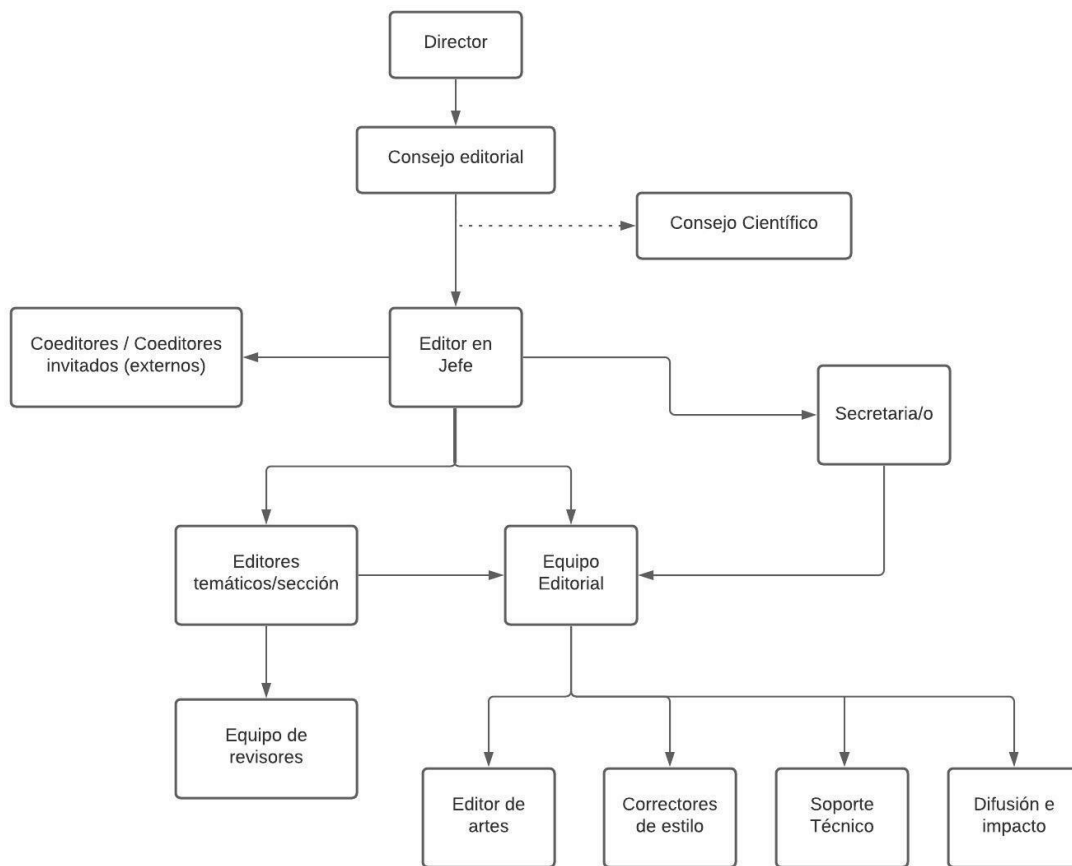 Director
Consejo editorial
Consejo Científico
Coeditores / Coeditores
invitados (externos)
Editor en
Jefe
Secretaria/o
Editores
temáticos/sección
Equipo
Editorial
Equipo de
revisores
Editor de
artes
Correctores
de estilo
Soporte
Técnico
Difusión e
impacto